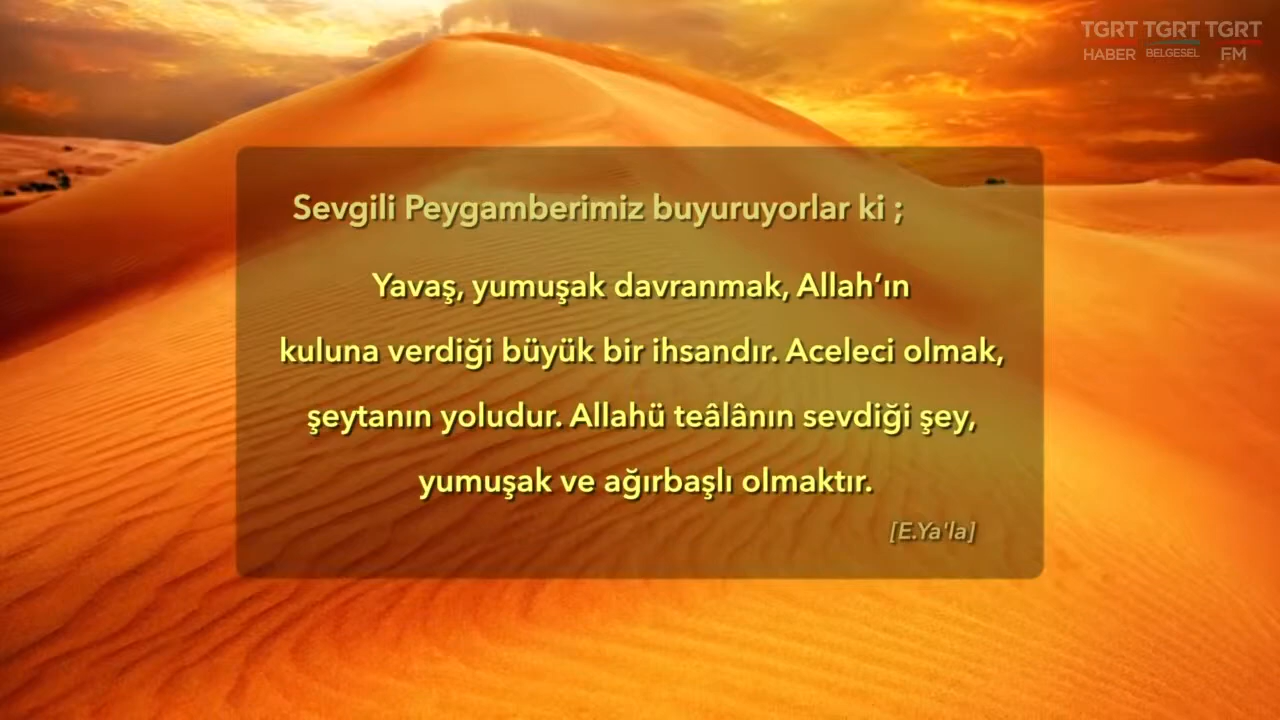 TGRT TGRT TGRT
HABER BELGESEL FM
Sevgili Peygamberimiz buyuruyorlar ki ;
Yavaş, yumuşak davranmak, Allah’ın
kuluna verdiği büyük bir ihsandır. Aceleci olmak,
şeytanın yoludur. Allahü teâlânın sevdiği şey,
yumuşak ve ağırbaşlı olmaktır.
[E.Ya'la]